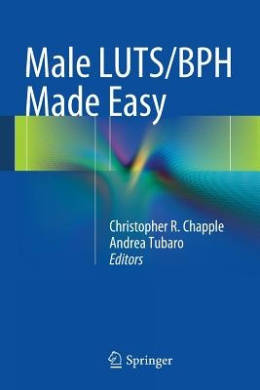 Male LUTS/BPH
Made Easy
Christopher R. Chapple
Andrea Tubaro
Editors
Springer